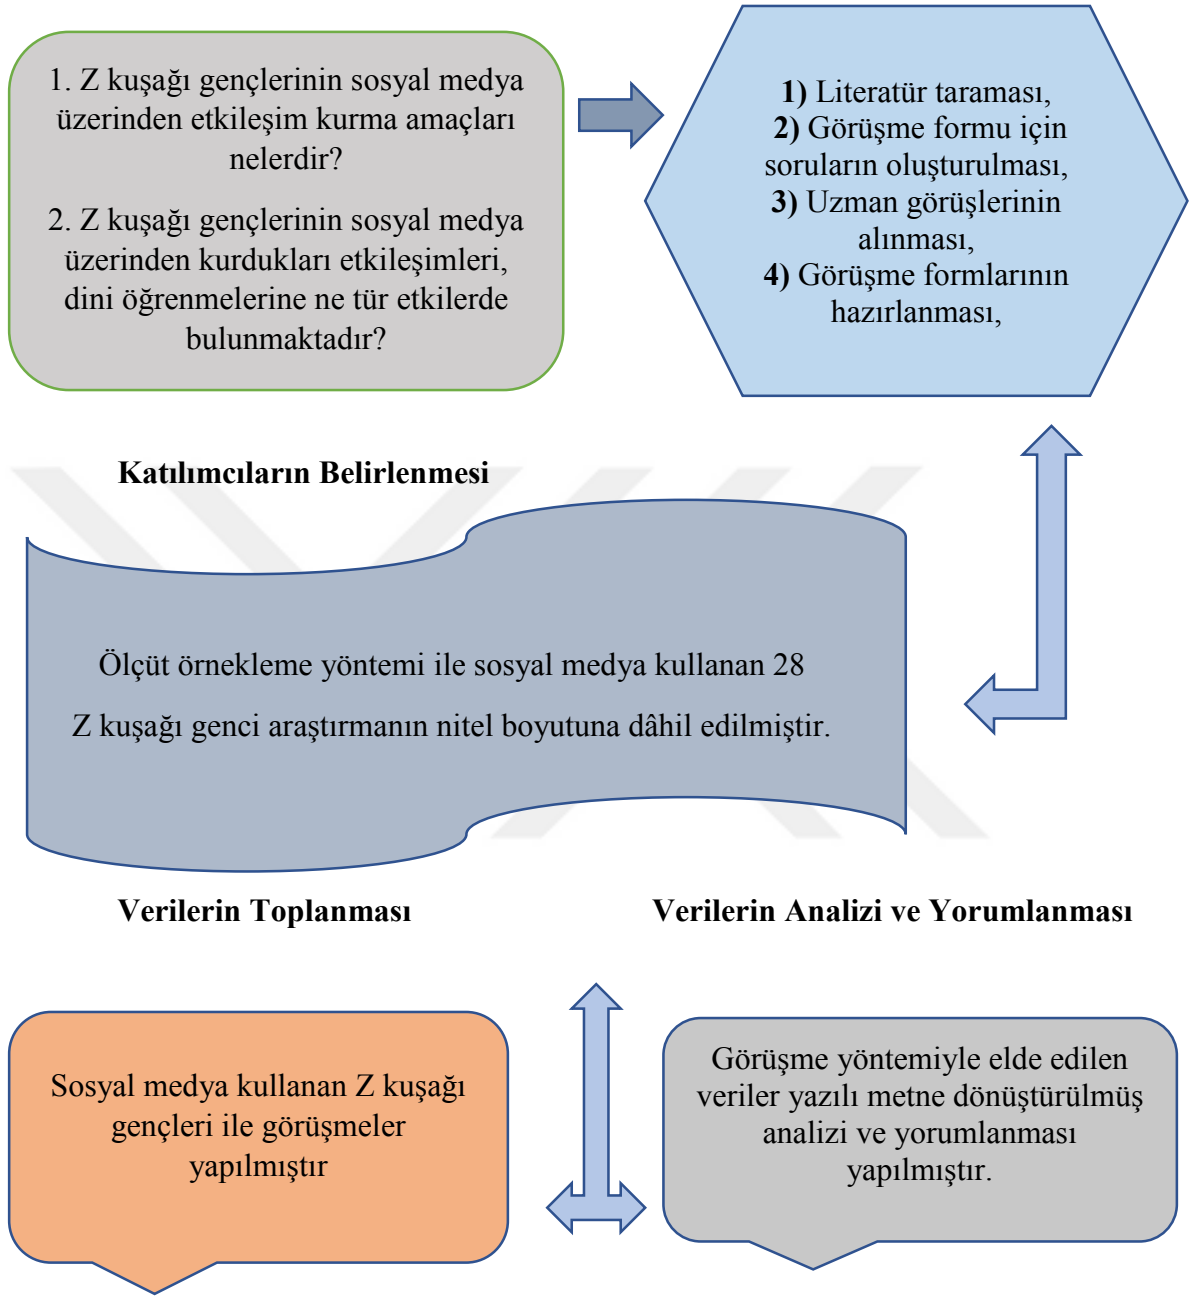 1. Z kuşağı gençlerinin sosyal medya
üzerinden etkileşim kurma amaçları
nelerdir?
2. Z kuşağı gençlerinin sosyal medya
üzerinden kurdukları etkileşimleri,
dini öğrenmelerine ne tür etkilerde
bulunmaktadır?
1) Literatür taraması,
2) Görüşme formu için
soruların oluşturulması,
3) Uzman görüşlerinin
alınması,
4) Görüşme formlarının
hazırlanması,
Katılımcıların Belirlenmesi
Ölçüt örnekleme yöntemi ile sosyal medya kullanan 28
Z kuşağı genci araştırmanın nitel boyutuna dâhil edilmiştir.
Verilerin Toplanması
Verilerin Analizi ve Yorumlanması
Sosyal medya kullanan Z kuşağı
gençleri ile görüşmeler
yapılmıştır
Görüşme yöntemiyle elde edilen
veriler yazılı metne dönüştürülmüş
analizi ve yorumlanması
yapılmıştır.